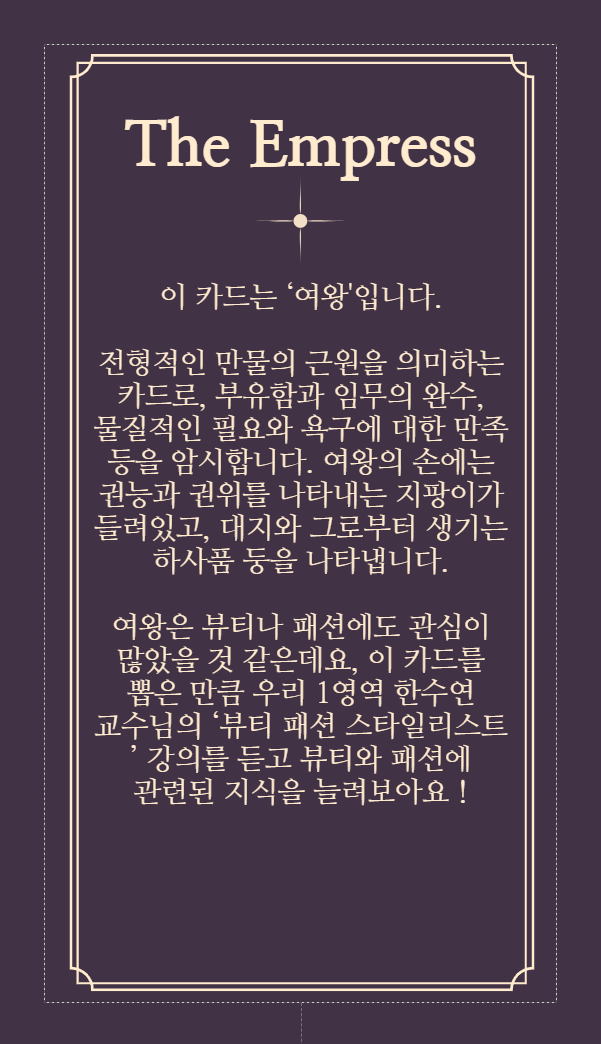 The Empress
이 카드는 ‘여왕'입니다.
전형적인 만물의 근원을 의미하는
카드로, 부유함과 임무의 완수,
물질적인 필요와 욕구에 대한 만족
등을 암시합니다. 여왕의 손에는
권능과 권위를 나타내는 지팡이가
들려있고, 대지와 그로부터 생기는
하사품 등을 나타냅니다.
여왕은 뷰티나 패션에도 관심이
많았을 것 같은데요, 이 카드를
뽑은 만큼 우리 1영역 한수연
교수님의 ‘뷰티 패션 스타일리스트
’ 강의를 듣고 뷰티와 패션에
관련된 지식을 늘려보아요 !